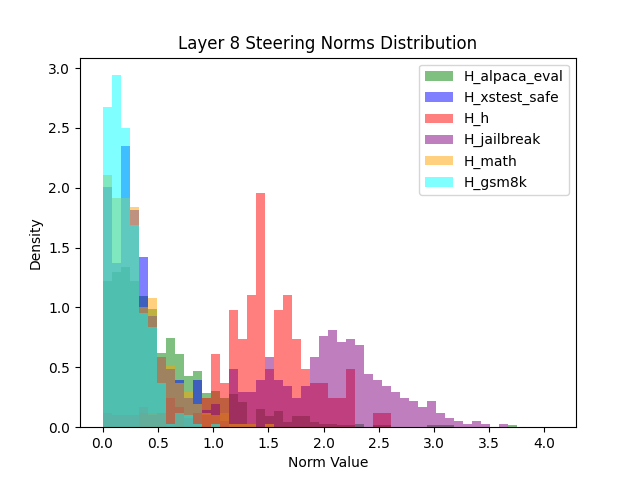 Layer 8 Steering Norms Distribution
3.0
2.5
2.0
1.5
1.0
0.5
0.0
Density
H_alpaca_eval
H_xstest_safe
H_h
H_jailbreak
H_math
H_gsm8k
0.0 0.5 1.0 1.5 2.0 2.5 3.0 3.5 4.0
Norm Value